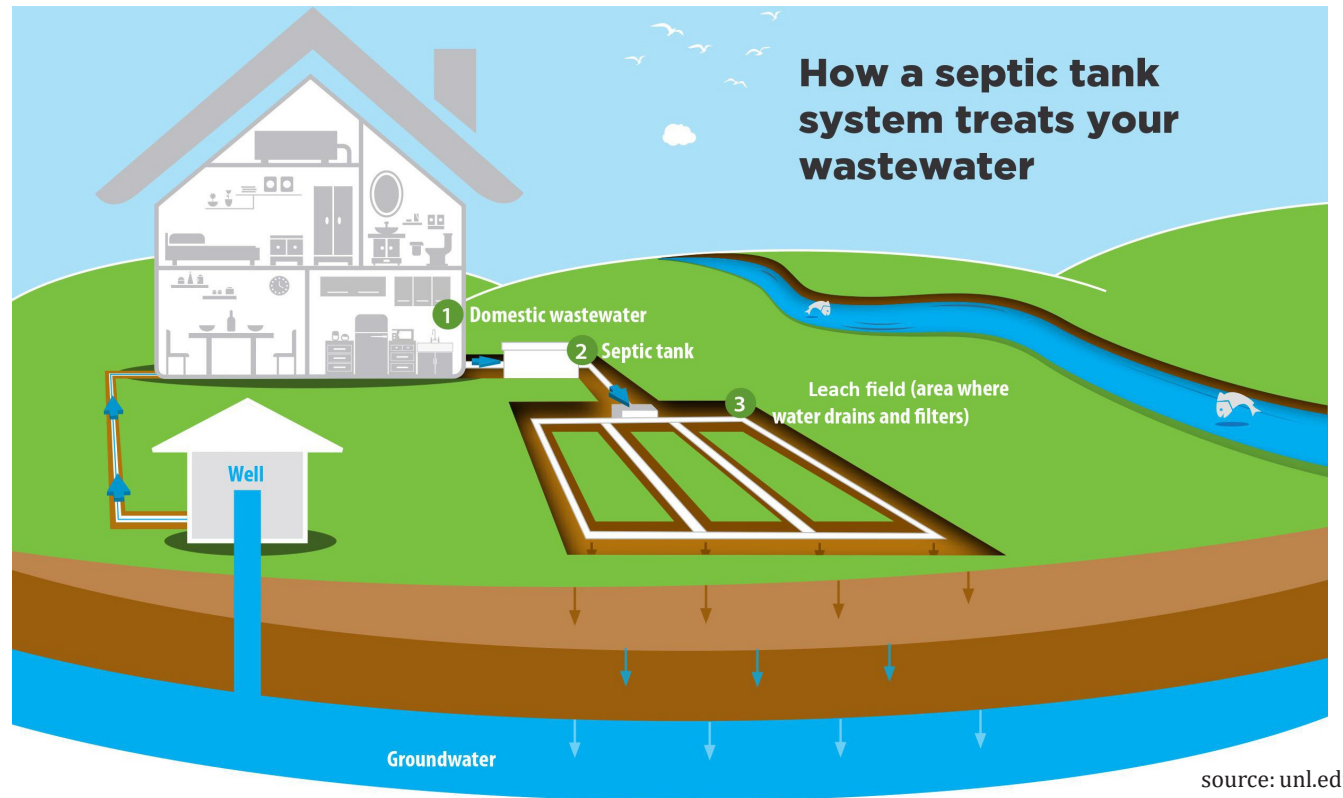 How a septic tank
system treats your
wastewater
1 Domestic wastewater
2 Septic tank
3 Leach field (area where
water drains and filters)
Well
Groundwater
source: unl.ed